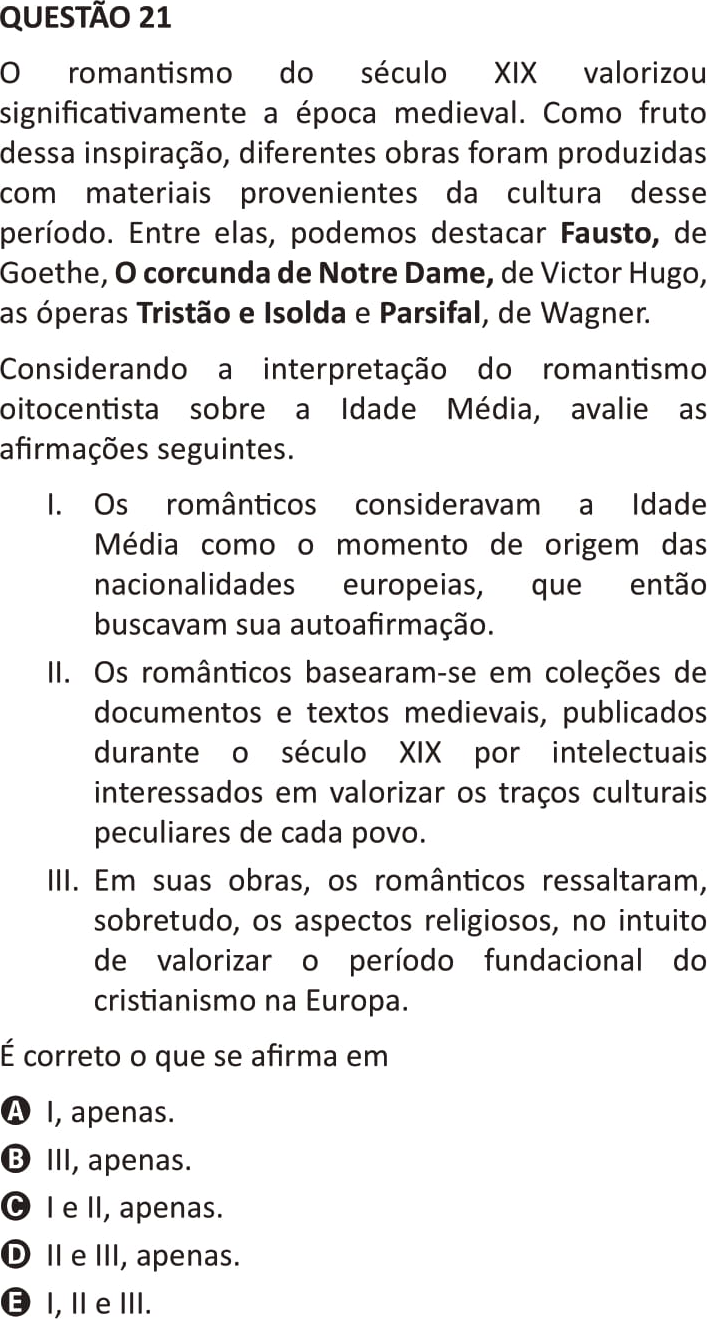 QUESTÃO 21
O romantismo do século XIX valorizou
significativamente a época medieval. Como fruto
dessa inspiração, diferentes obras foram produzidas
com materiais provenientes da cultura desse
período. Entre elas, podemos destacar Fausto, de
Goethe, O corcunda de Notre Dame, de Victor Hugo,
as óperas Tristão e Isolda e Parsifal, de Wagner.
Considerando a interpretação do romantismo
oitocentista sobre a Idade Média, avalie as
afirmações seguintes.
I. Os românticos consideravam a Idade
Média como o momento de origem das
nacionalidades europeias, que então
buscavam sua autoafirmação.
II. Os românticos basearam-se em coleções de
documentos e textos medievais, publicados
durante o século XIX por intelectuais
interessados em valorizar os traços culturais
peculiares de cada povo.
III. Em suas obras, os românticos ressaltaram,
sobretudo, os aspectos religiosos, no intuito
de valorizar o período fundacional do
cristianismo na Europa.
É correto o que se afirma em
A I, apenas.
B III, apenas.
C I e II, apenas.
D II e III, apenas.
E I, II e III.